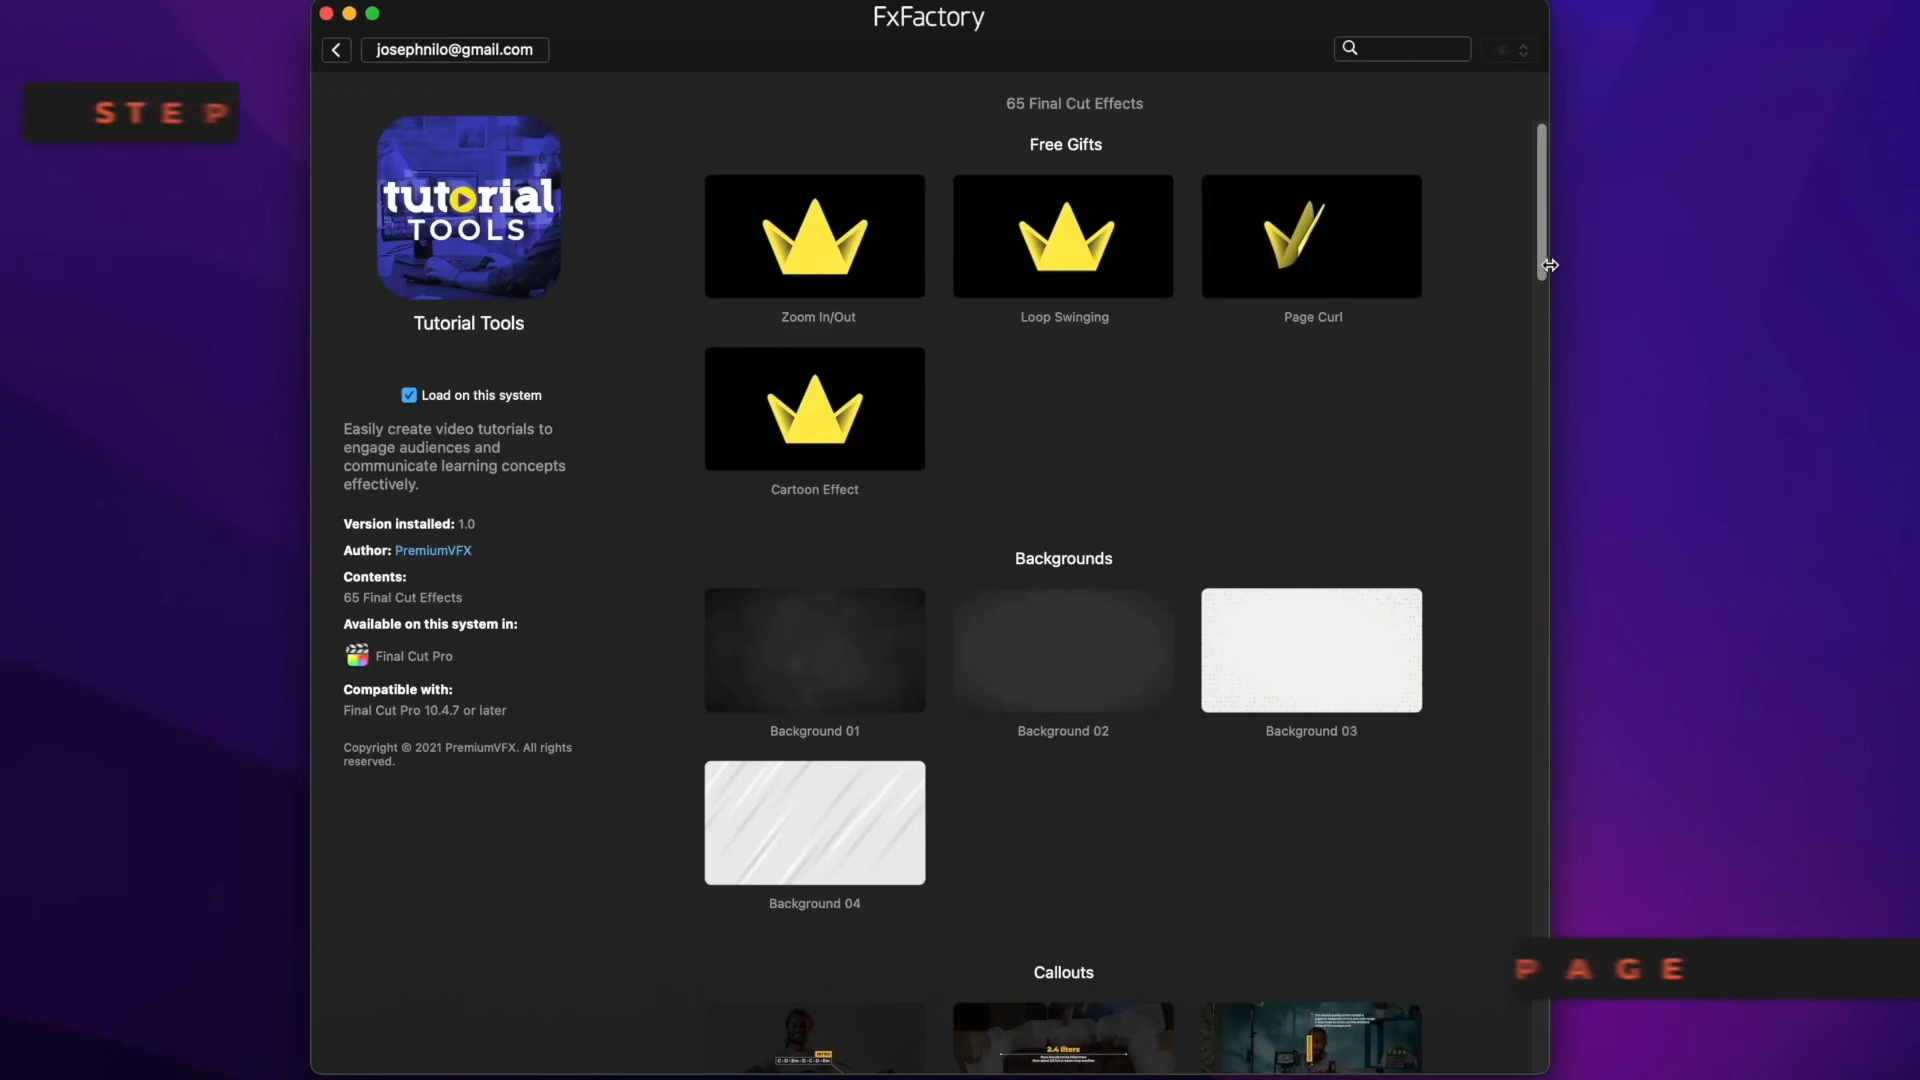 FxFactory
josephnilo@gmail.com
STEP
65 Final Cut Effects
Free Gifts
tutorial
TOOLS
Tutorial Tools
Zoom In/Out
Loop Swinging
Page Curl
Load on this system
Easily create video tutorials to
engage audiences and
communicate learning concepts
effectively.
Cartoon Effect
Version installed: 1.0
Author: PremiumVFX
Contents:
65 Final Cut Effects
Available on this system in:
Final Cut Pro
Compatible with:
Final Cut Pro 10.4.7 or later
Copyright © 2021 PremiumVFX. All rights
reserved.
Backgrounds
Background 01
Background 02
Background 03
Background 04
Callouts
PAGE
2.4 liters